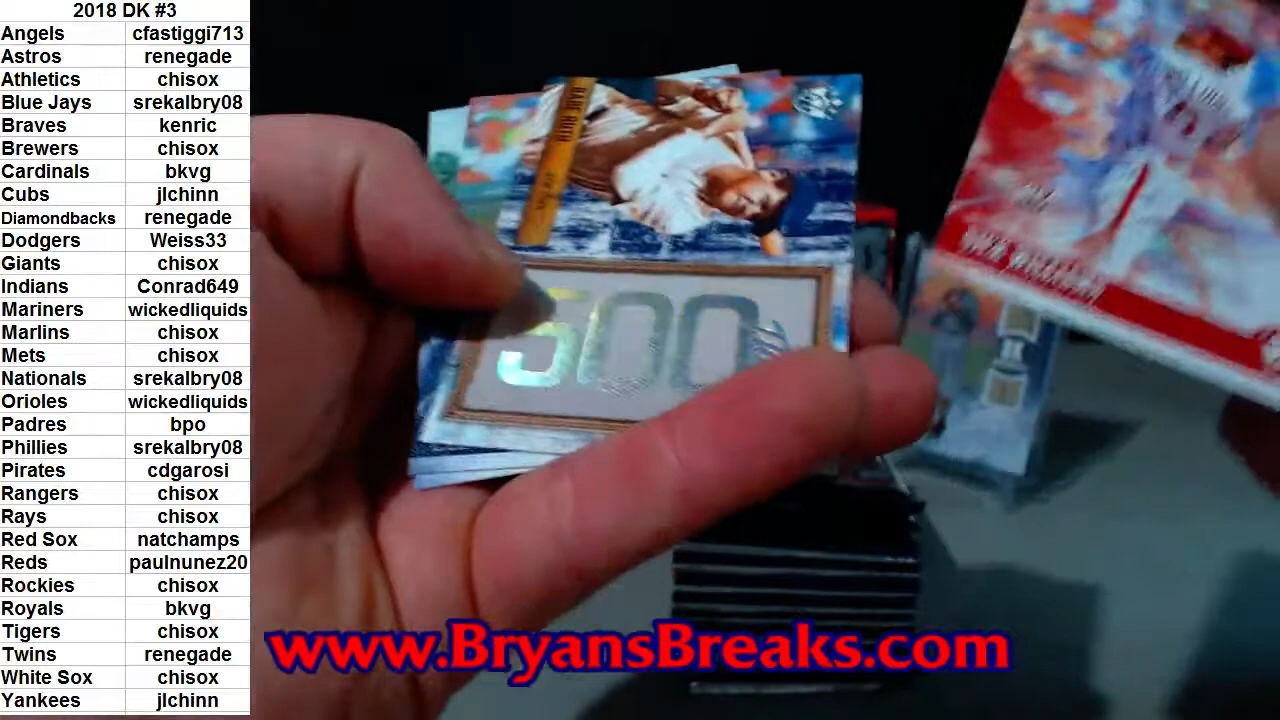 2018 DK #3
Angels cfastiggi713
Astros renegade
Athletics chisox
Blue Jays srekalbry08
Braves kenric
Brewers chisox
Cardinals bkvg
Cubs jlchinn
Diamondbacks renegade
Dodgers Weiss33
Giants chisox
Indians Conrad649
Mariners wickedliquids
Marlins chisox
Mets chisox
Nationals srekalbry08
Orioles wickedliquids
Padres bpo
Phillies srekalbry08
Pirates cdgarosi
Rangers chisox
Rays chisox
Red Sox natchamps
Reds paulnunez20
Rockies chisox
Royals bkvg
Tigers chisox
Twins renegade
White Sox chisox
Yankees jlchinn
BABE RUTH
500
www.BryansBreaks.com